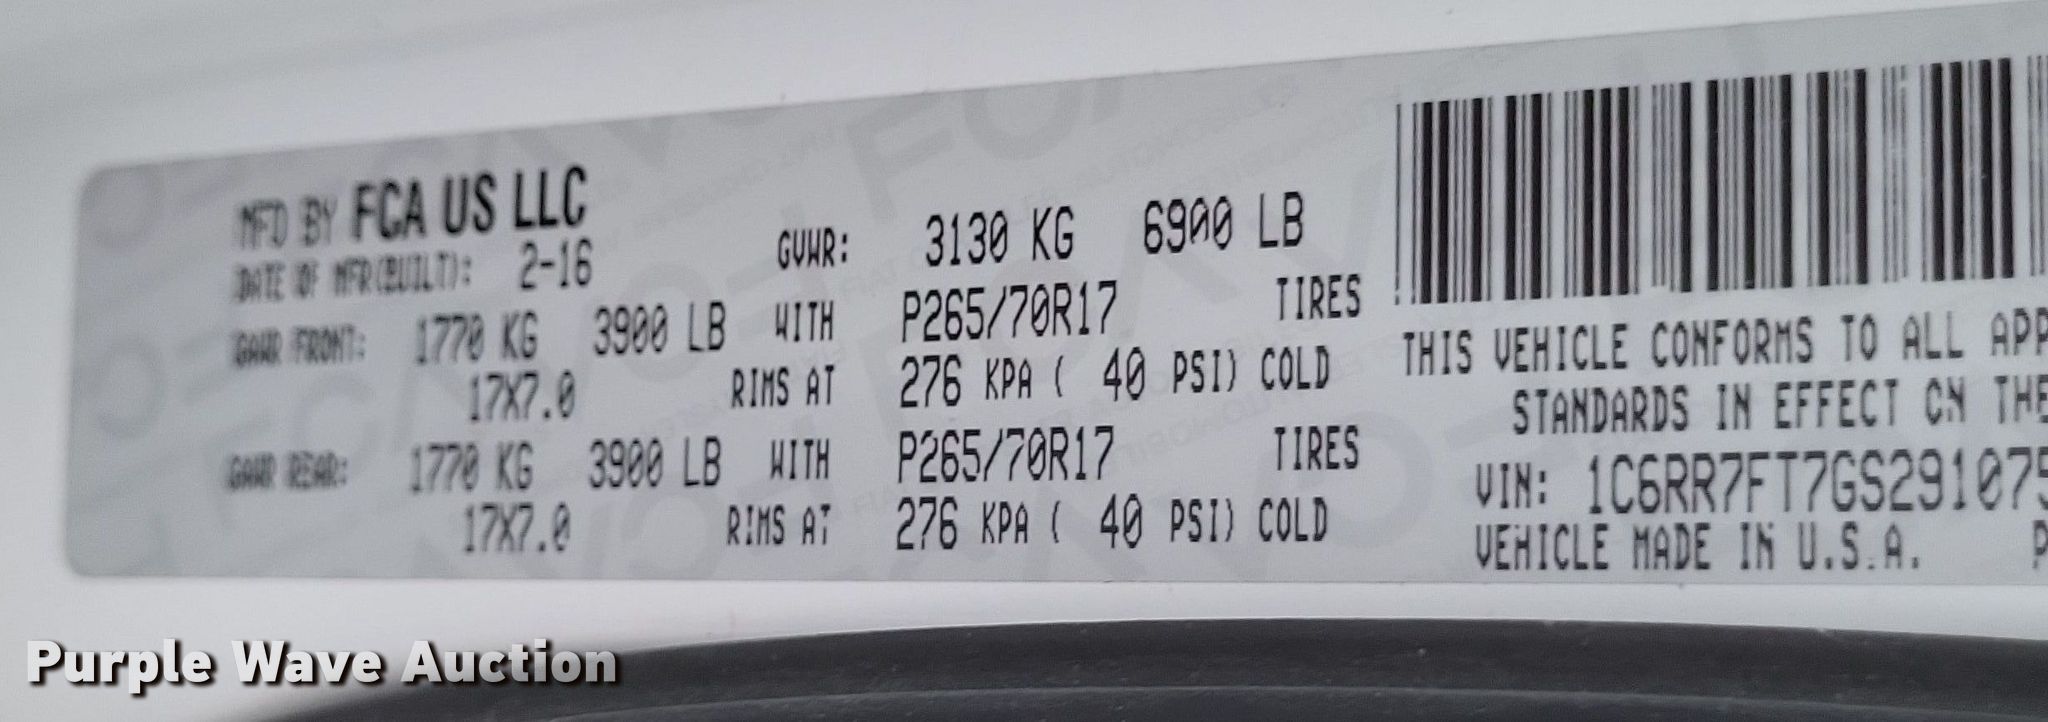 MFD BY FCA US LLC
DATE OF MFR(BUILT): 2-16
GVWR: 3130 KG 6900 LB
GAWR FRONT: 1770 KG 3900 LB WITH P265/70R17 TIRES
17X7.0 RIMS AT 276 KPA ( 40 PSI) COLD
GAWR REAR: 1770 KG 3900 LB WITH P265/70R17 TIRES
17X7.0 RIMS AT 276 KPA ( 40 PSI) COLD
THIS VEHICLE CONFORMS TO ALL APP
STANDARDS IN EFFECT ON THE
VIN: 1C6RR7FT7GS291075
VEHICLE MADE IN U.S.A.
Purple Wave Auction